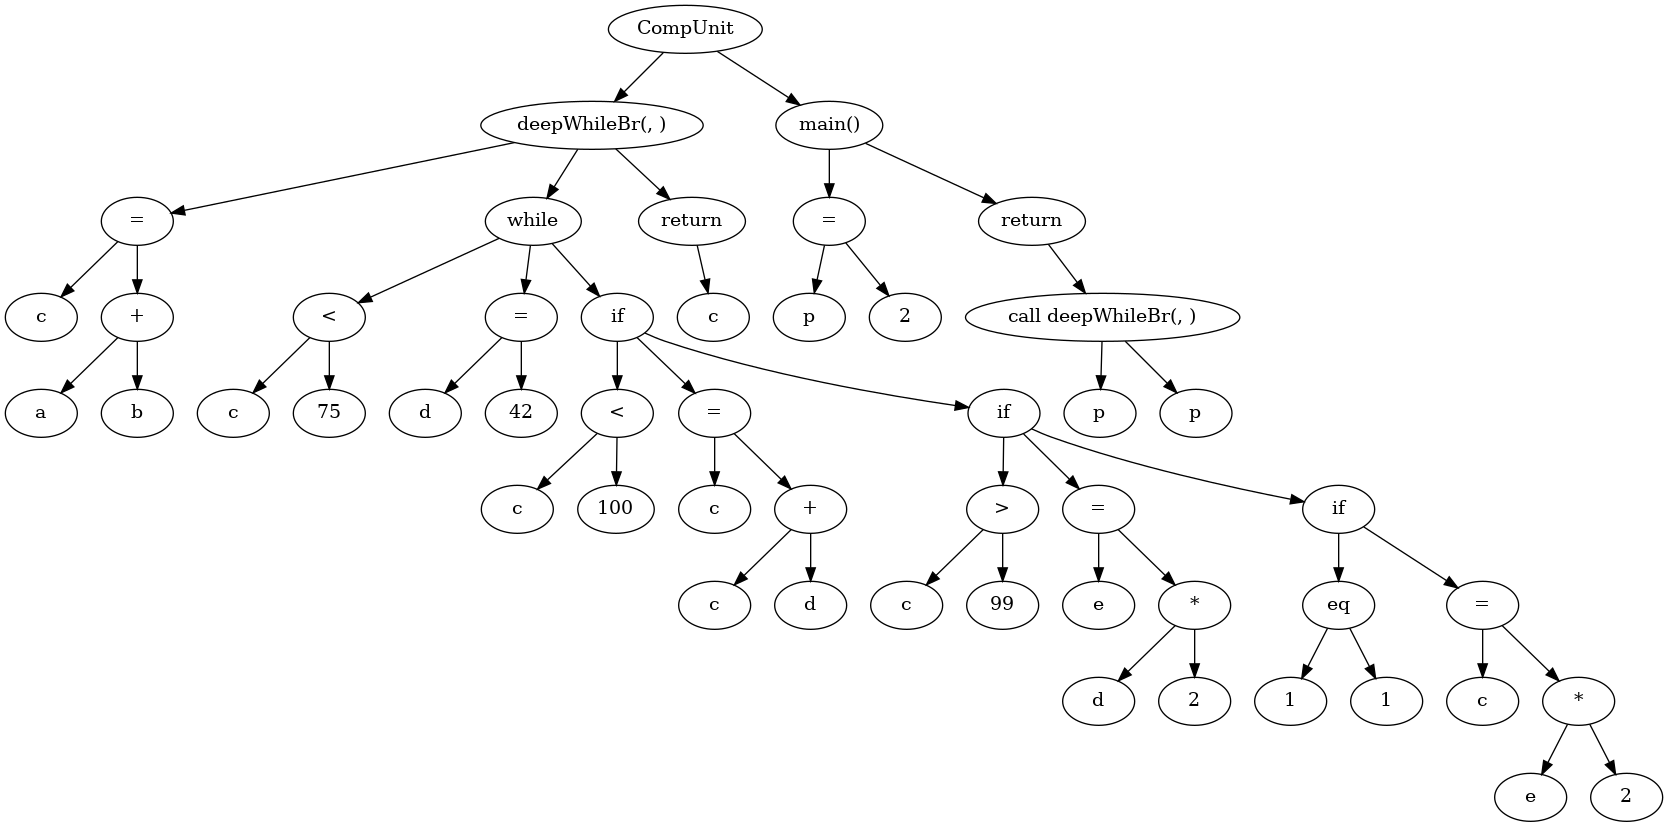 CompUnit
deepWhileBr(, )
main()
=
while
return
=
return
c
+
<
=
if
c
p
2
call deepWhileBr(, )
a
b
c
75
d
42
<
=
if
p
p
c
100
c
+
>
=
if
c
d
c
99
e
*
eq
=
d
2
1
1
c
*
e
2